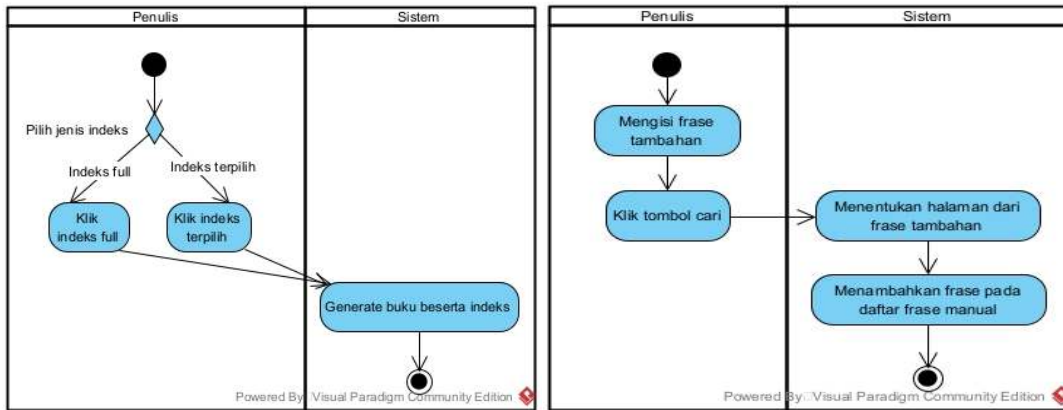 Penulis
Sistem
Pilih jenis indeks
Indeks full
Indeks terpilih
Klik
indeks full
Klik indeks
terpilih
Generate buku beserta indeks
Powered By Visual Paradigm Community Edition
Penulis
Sistem
Mengisi frase
tambahan
Klik tombol cari
Menentukan halaman dari
frase tambahan
Menambahkan frase pada
daftar frase manual
Powered By Visual Paradigm Community Edition